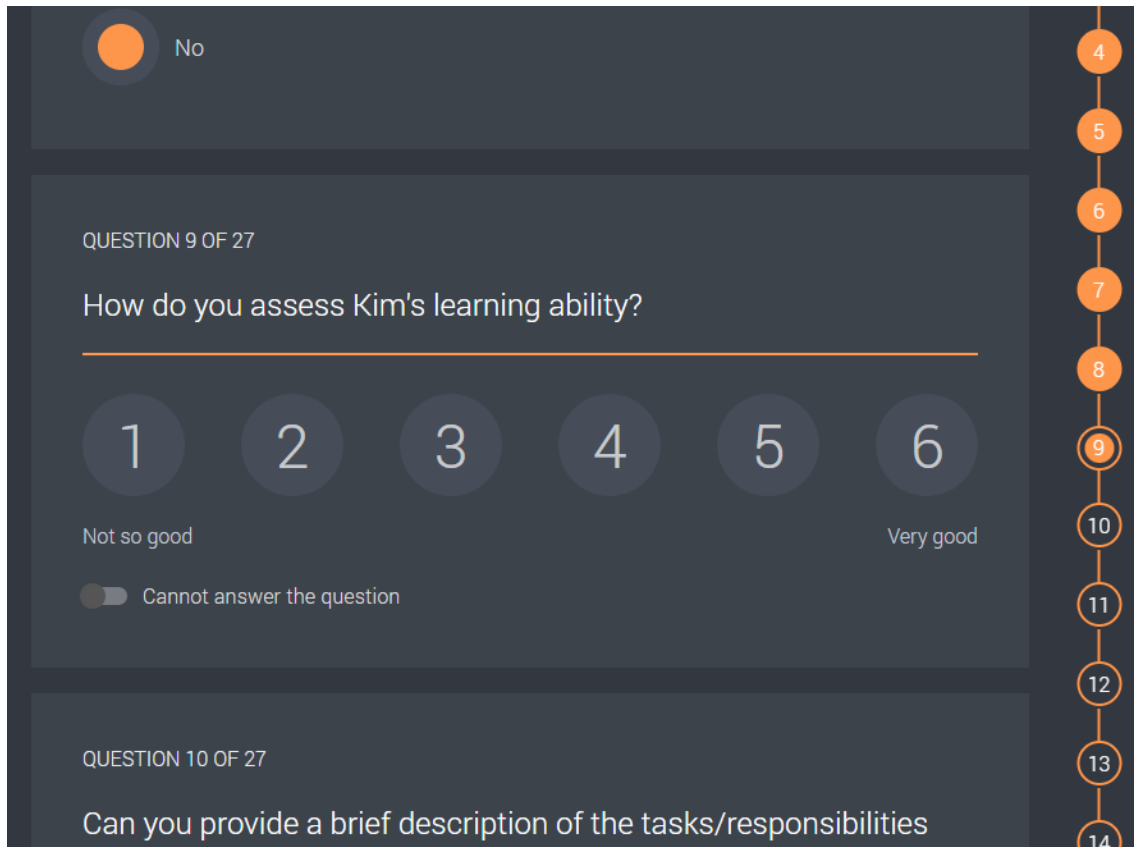 No
QUESTION 9 OF 27
How do you assess Kim's learning ability?
1 2 3 4 5 6
Not so good Very good
Cannot answer the question
QUESTION 10 OF 27
Can you provide a brief description of the tasks/responsibilities
4
5
6
7
8
9
10
11
12
13
14